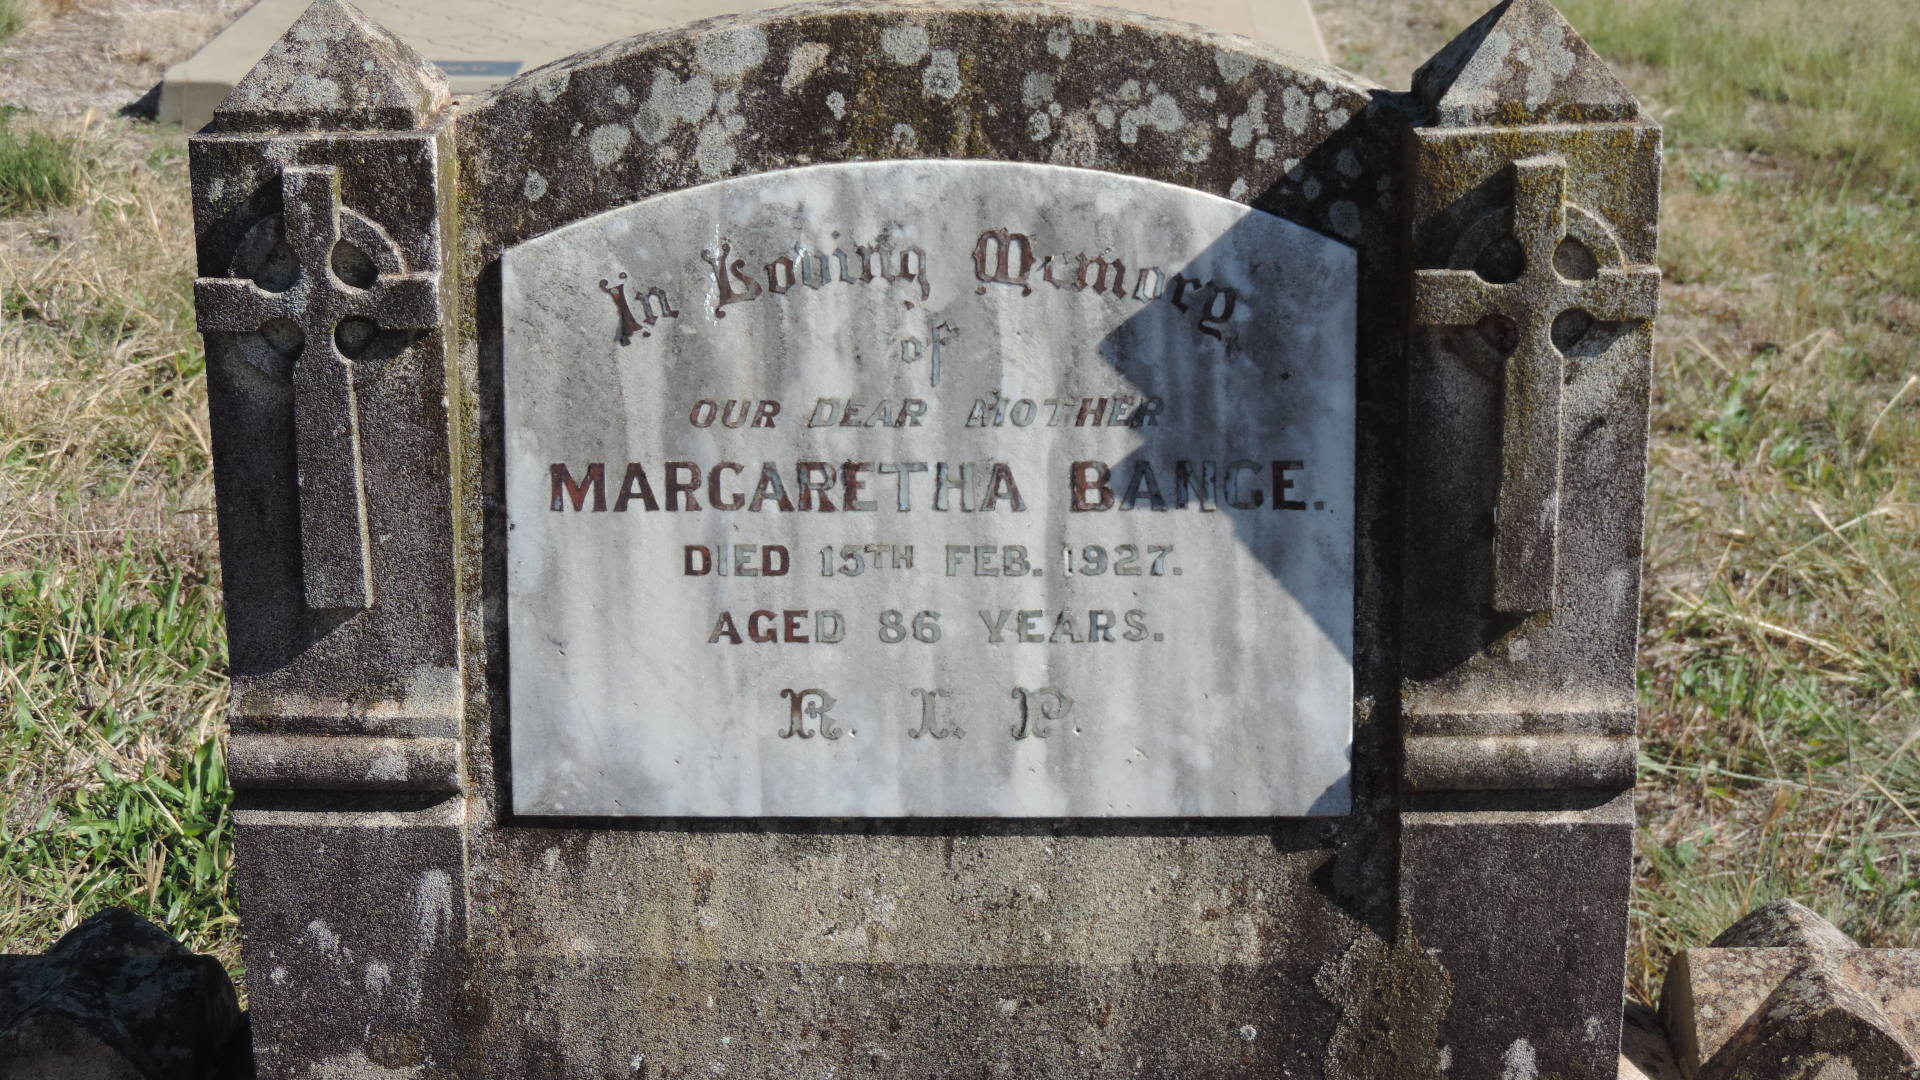 In Loving Memory
of
OUR DEAR MOTHER
MARGARETHA BANGE.
DIED 15TH FEB. 1927.
AGED 86 YEARS.
R. I. P.